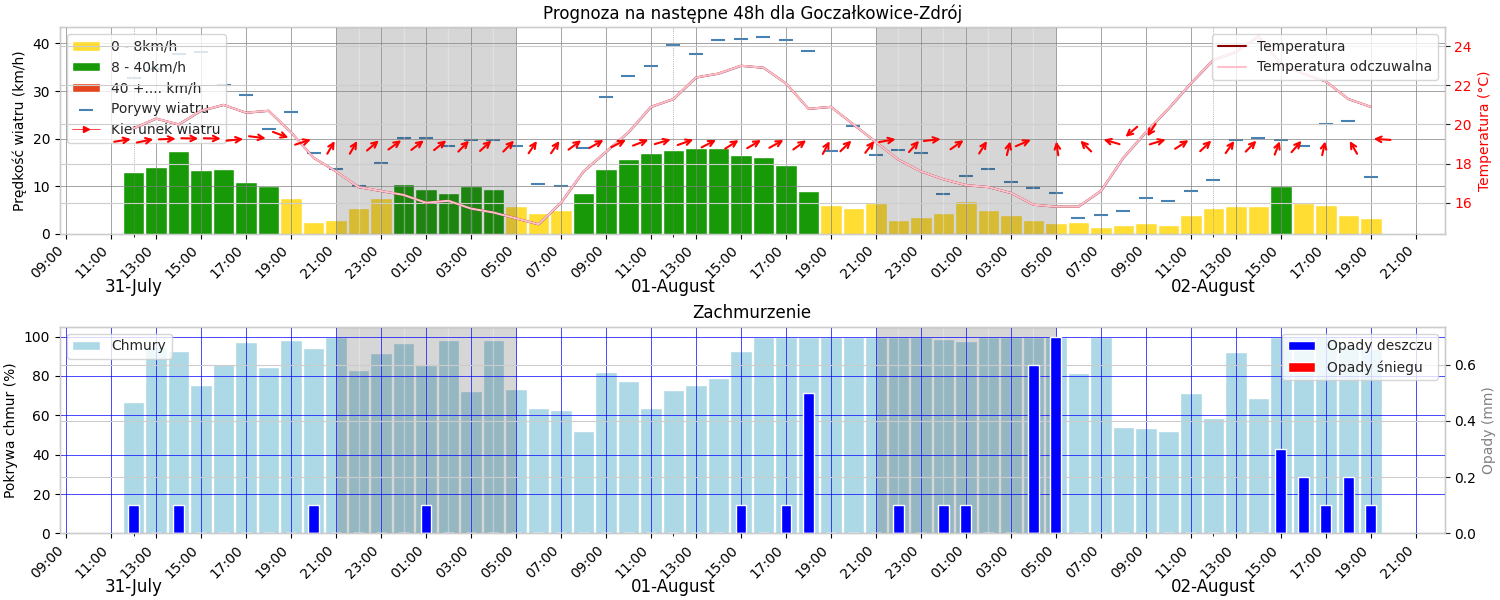 Prognoza na następne 48h dla Goczałkowice-Zdrój
Prędkość wiatru (km/h)
40
30
20
10
0
0 - 8km/h
8 - 40km/h
40 +.... km/h
Porywy wiatru
Kierunek wiatru
Temperatura
Temperatura odczuwalna
24
22
20
18
16
Temperatura (°C)
09:00 11:00 13:00 15:00 17:00 19:00 21:00 23:00 01:00 03:00 05:00 07:00 09:00 11:00 13:00 15:00 17:00 19:00 21:00 23:00 01:00 03:00 05:00 07:00 09:00 11:00 13:00 15:00 17:00 19:00 21:00
31-July 01-August 02-August
Zachmurzenie
Pokrywa chmur (%)
100
80
60
40
20
0
Chmury
Opady deszczu
Opady śniegu
0.6
0.4
0.2
0.0
Opady (mm)
09:00 11:00 13:00 15:00 17:00 19:00 21:00 23:00 01:00 03:00 05:00 07:00 09:00 11:00 13:00 15:00 17:00 19:00 21:00 23:00 01:00 03:00 05:00 07:00 09:00 11:00 13:00 15:00 17:00 19:00 21:00
31-July 01-August 02-August